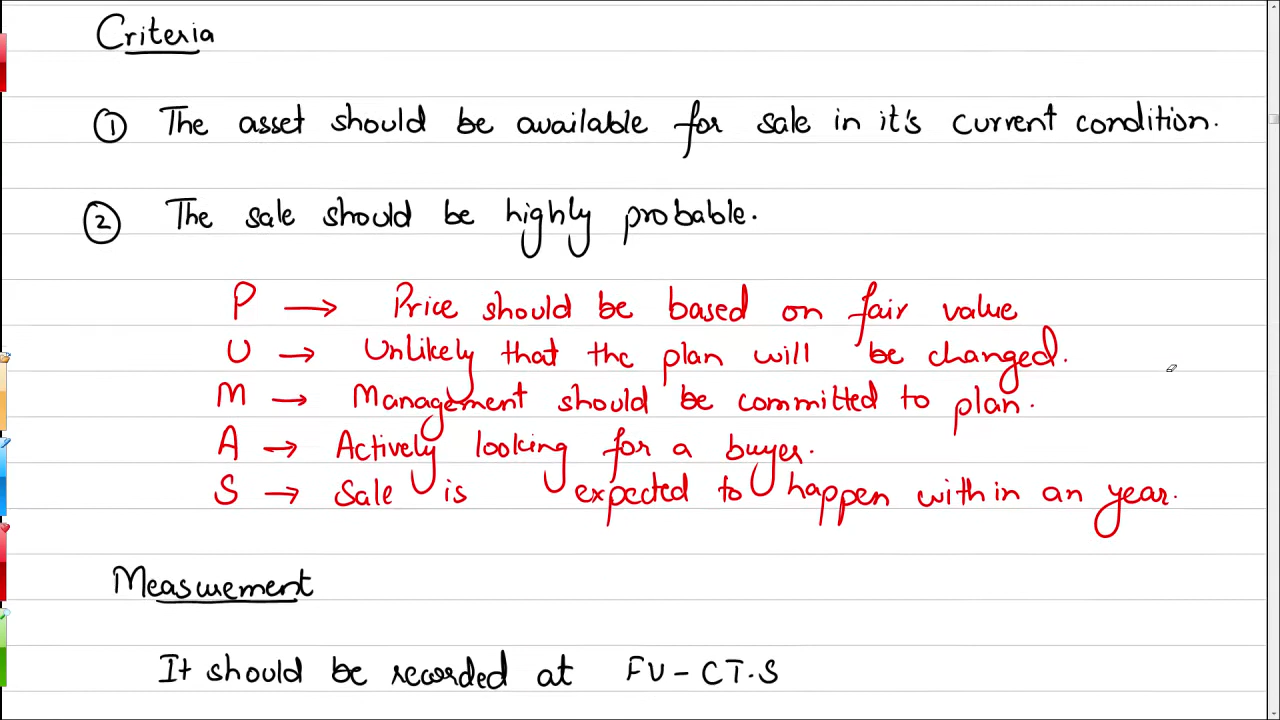 Criteria
① The asset should be available for sale in it's current condition.
② The sale should be highly probable.
P → Price should be based on fair value
U → Unlikely that the plan will be changed.
M → Management should be committed to plan.
A → Actively looking for a buyer.
S → Sale is expected to happen within an year.
Measurement
It should be recorded at FV - CT.S